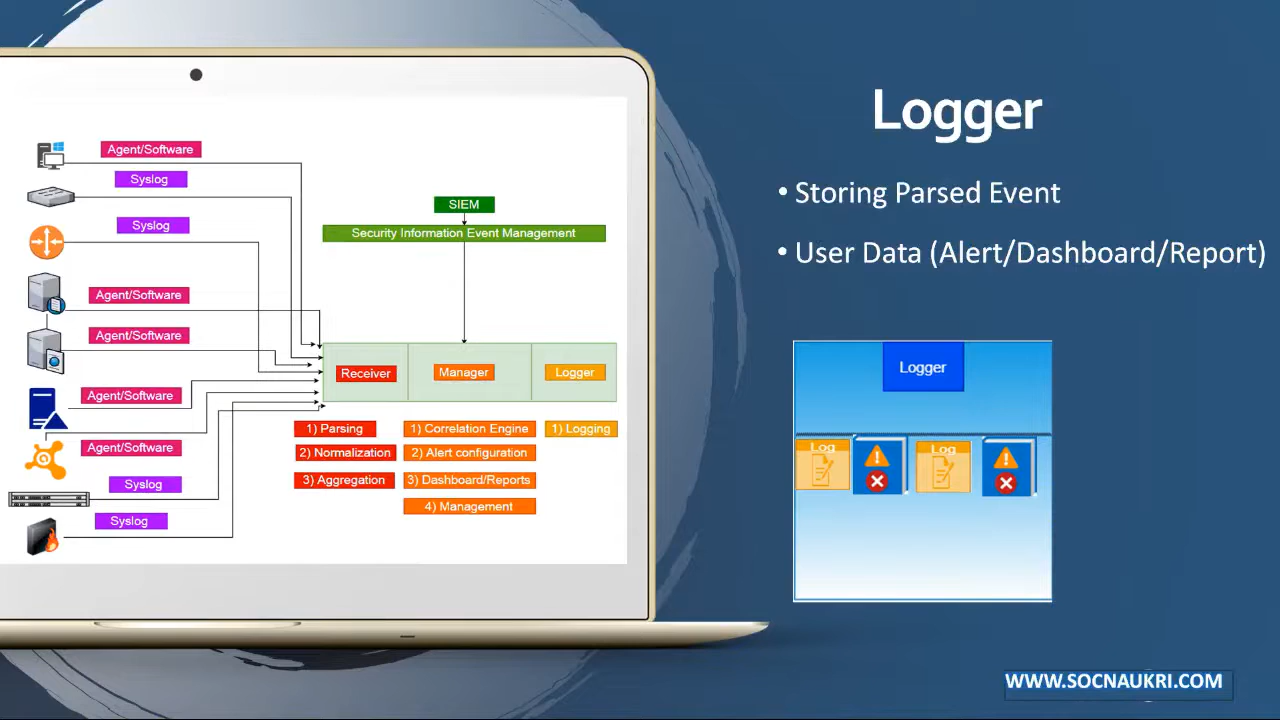 Logger
• Storing Parsed Event
• User Data (Alert/Dashboard/Report)
Agent/Software
Syslog
Syslog
Agent/Software
Agent/Software
Agent/Software
Agent/Software
Syslog
Syslog
SIEM
Security Information Event Management
Receiver
Manager
Logger
1) Parsing
2) Normalization
3) Aggregation
1) Correlation Engine
2) Alert configuration
3) Dashboard/Reports
4) Management
1) Logging
Logger
Log
Log
WWW.SOCNAUKRI.COM